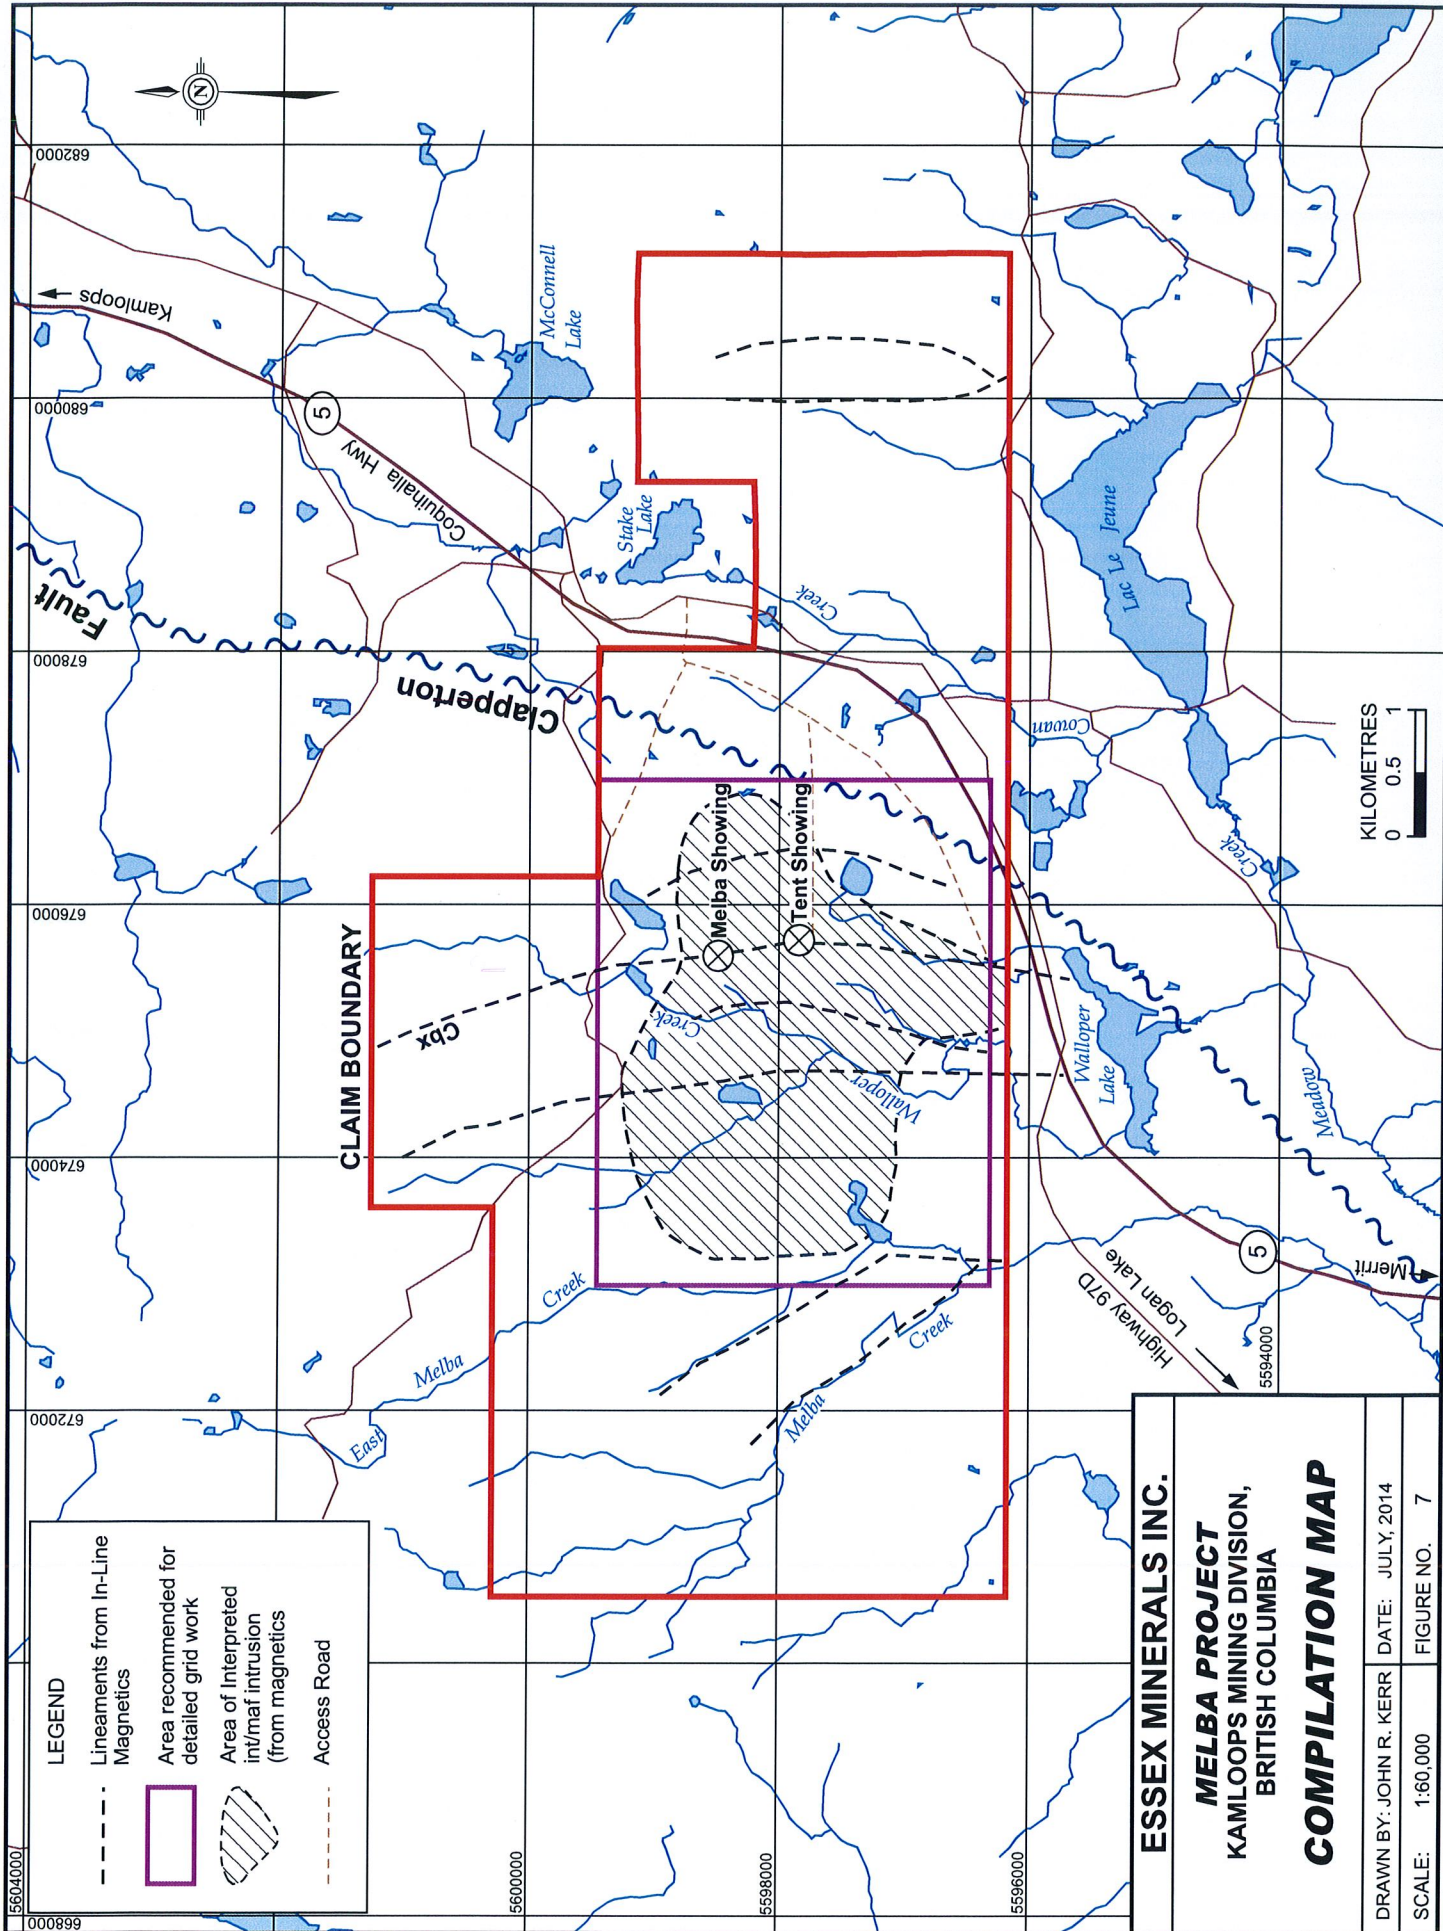 LEGEND
Lineaments from In-Line
Magnetics
Area recommended for
detailed grid work
Area of Interpreted
int/maf intrusion
(from magnetics
Access Road
5604000
5600000
5598000
5596000
5594000
668000
672000
674000
676000
678000
680000
682000
N
CLAIM BOUNDARY
Cbx
Clapperton
Fault
Coquihalla Hwy
5
Kamloops
McConnell
Lake
Stake
Lake
Creek
Melba Showing
Tent Showing
Creek
Walloper
East
Melba
Creek
Melba
Creek
Walloper
Lake
Cowan
Creek
Lac Le Jeune
Meadow
Highway 97D
Logan Lake
5
Merrit
KILOMETRES
0 0.5 1
ESSEX MINERALS INC.
MELBA PROJECT
KAMLOOPS MINING DIVISION,
BRITISH COLUMBIA
COMPILATION MAP
DRAWN BY: JOHN R. KERR
DATE: JULY, 2014
SCALE: 1:60,000
FIGURE NO. 7